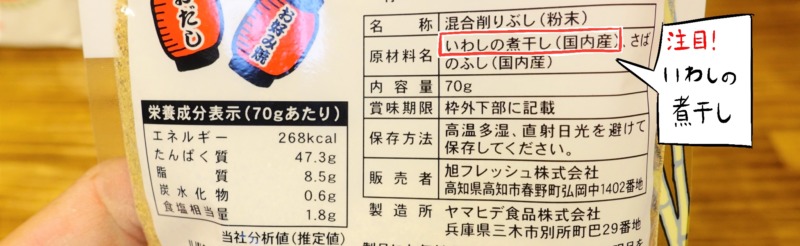 おだし
お好み焼
名称 混合削りぶし(粉末)
原材料名 いわしの煮干し(国内産)、さば
のふし(国内産)
内容量 70g
賞味期限 枠外下部に記載
保存方法 高温多湿、直射日光を避けて
保存してください。
販売者 旭フレッシュ株式会社
高知県高知市春野町弘岡中1402番地
製造所 ヤマヒデ食品株式会社
兵庫県三木市別所町巴29番地
栄養成分表示(70gあたり)
エネルギー 268kcal
たんぱく質 47.3g
脂質 8.5g
炭水化物 0.6g
食塩相当量 1.8g
当社分析値(推定値)
注目!
いわしの
煮干し